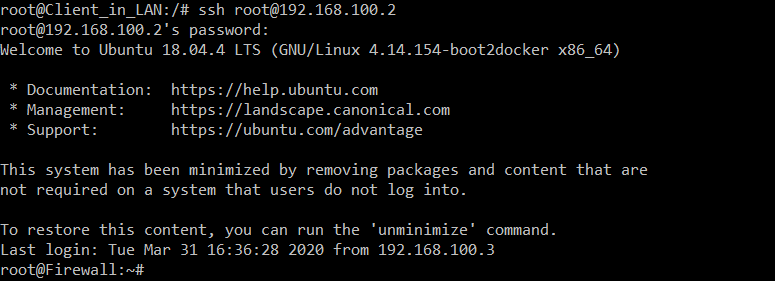 root@Client_in_LAN:/# ssh root@192.168.100.2
root@192.168.100.2's password:
Welcome to Ubuntu 18.04.4 LTS (GNU/Linux 4.14.154-boot2docker x86_64)
* Documentation:  https://help.ubuntu.com
* Management:     https://landscape.canonical.com
* Support:        https://ubuntu.com/advantage
This system has been minimized by removing packages and content that are
not required on a system that users do not log into.
To restore this content, you can run the 'unminimize' command.
Last login: Tue Mar 31 16:36:28 2020 from 192.168.100.3
root@Firewall:~#